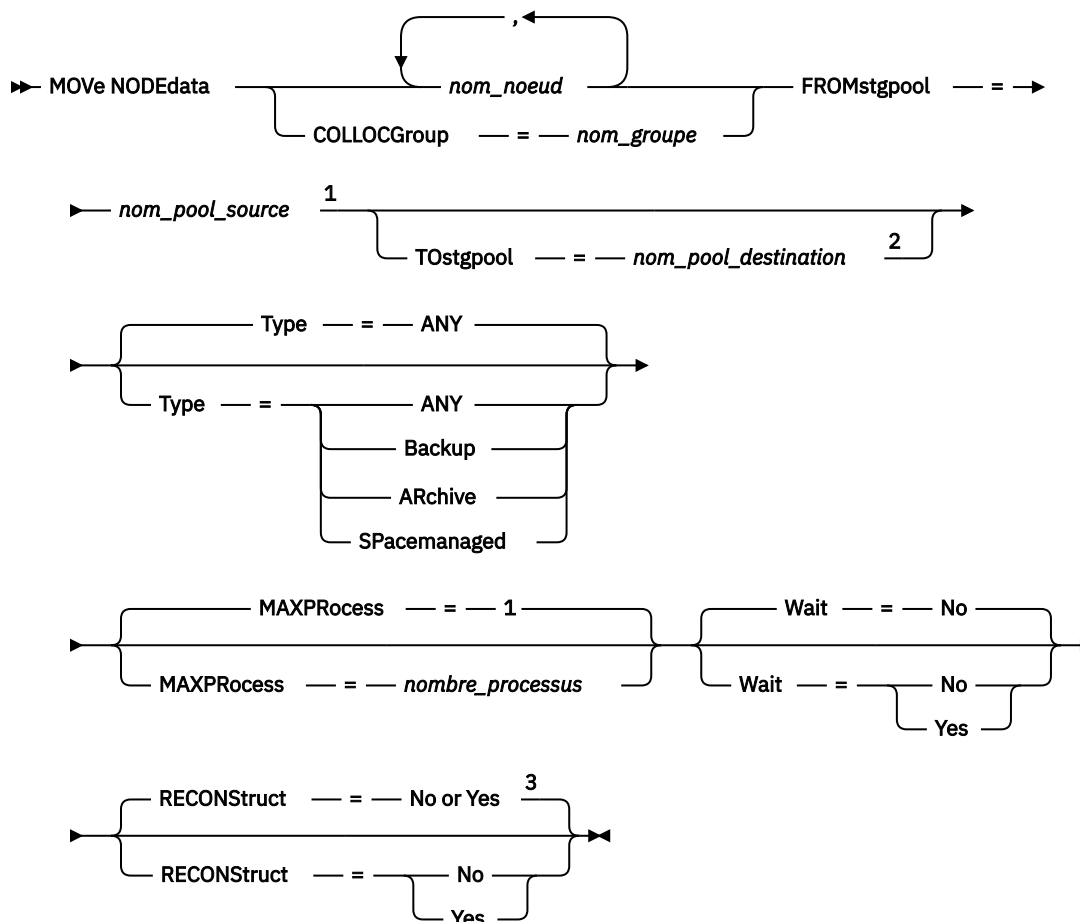 ,
MOVe NODEdata nom_noeud FROMstgpool =
COLLOCGroup = nom_groupe
nom_pool_source 1
TOstgpool = nom_pool_destination 2
Type = ANY
Type = ANY
Backup
ARchive
SPacemanaged
MAXPRocess = 1 Wait = No
MAXPRocess = nombre_processus Wait = No
Yes
RECONStruct = No or Yes 3
RECONStruct = No
Yes